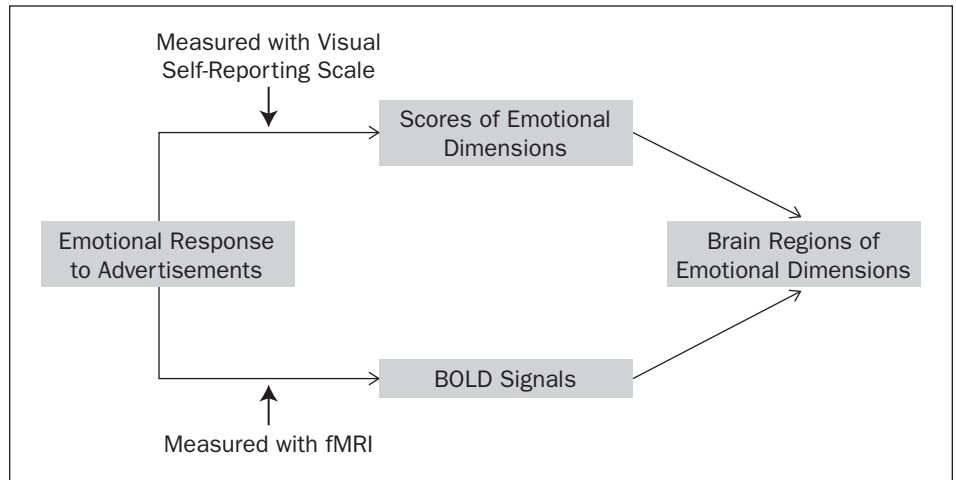 Measured with Visual
Self-Reporting Scale
Scores of Emotional
Dimensions
Emotional Response
to Advertisements
Brain Regions of
Emotional Dimensions
BOLD Signals
Measured with fMRI